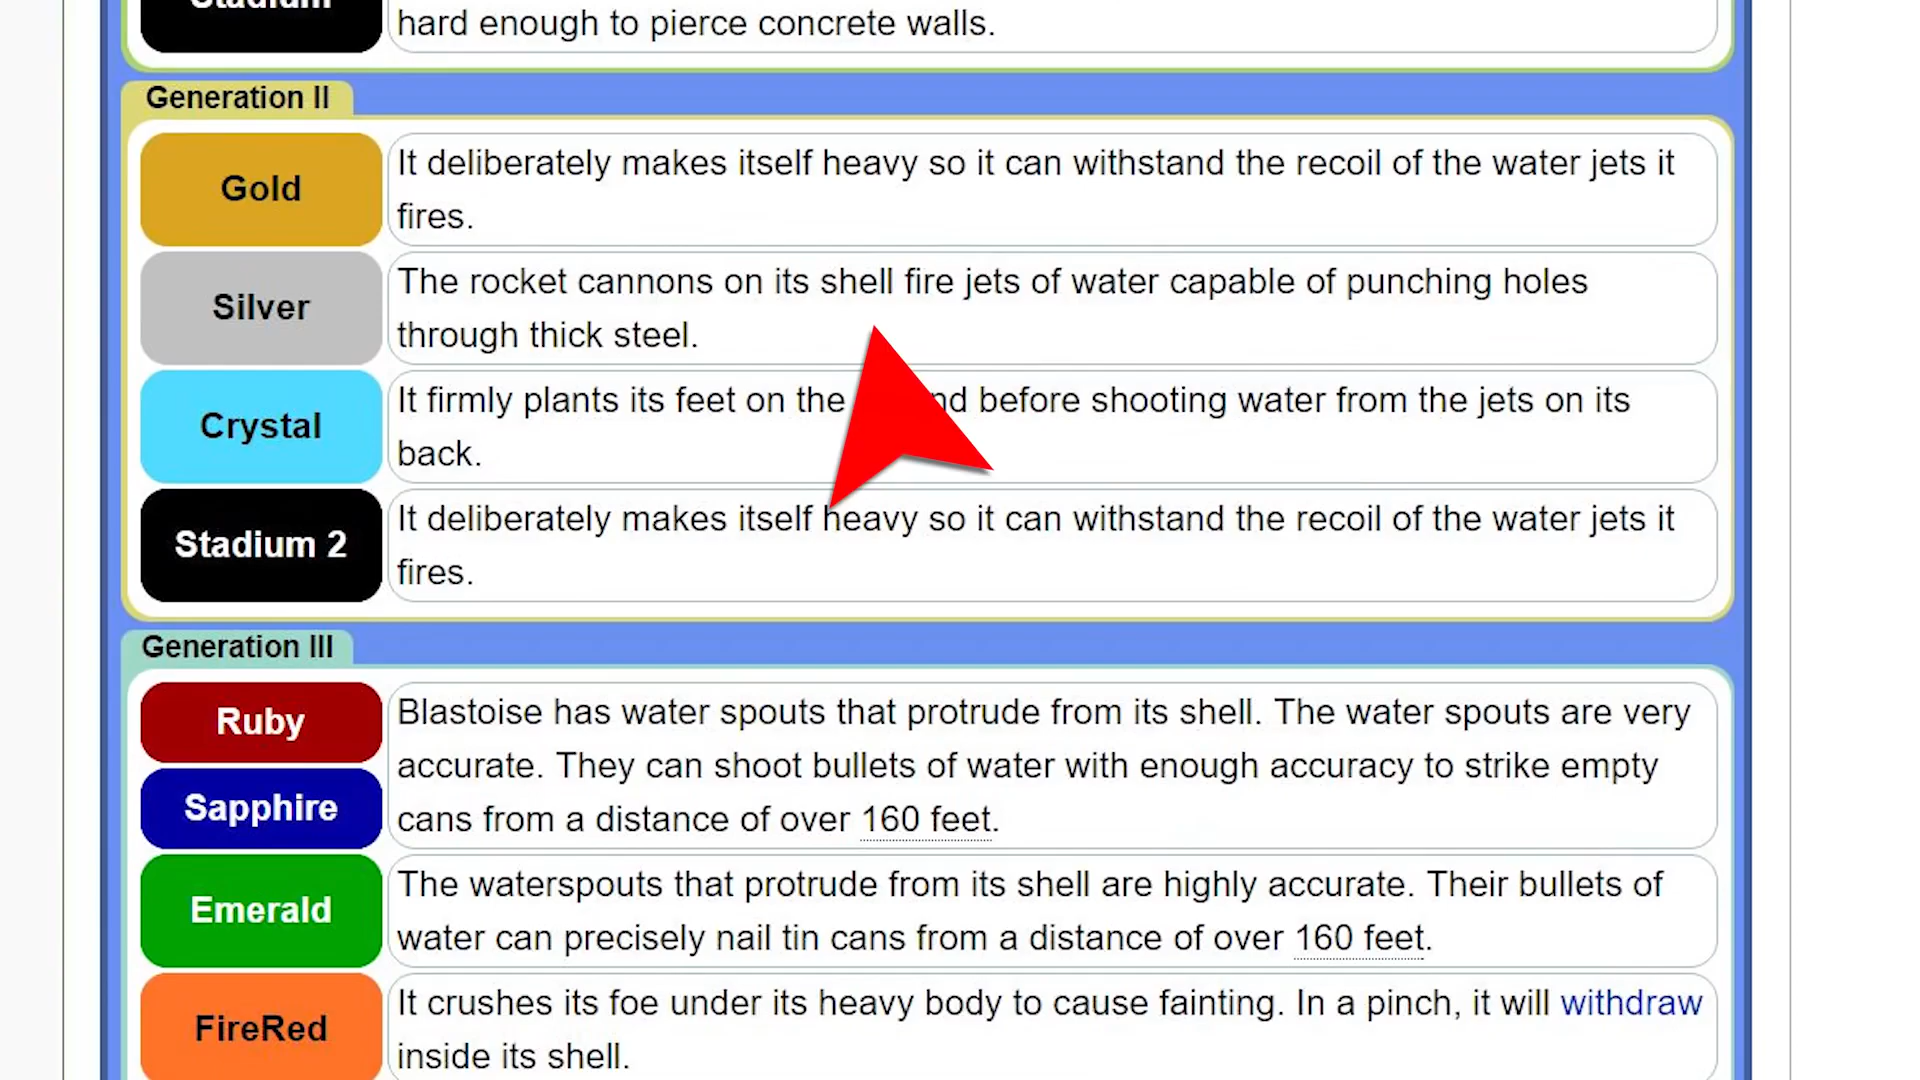 Stadium
hard enough to pierce concrete walls.
Generation II
Gold
It deliberately makes itself heavy so it can withstand the recoil of the water jets it
fires.
Silver
The rocket cannons on its shell fire jets of water capable of punching holes
through thick steel.
Crystal
It firmly plants its feet on the before shooting water from the jets on its
back.
Stadium 2
It deliberately makes itself heavy so it can withstand the recoil of the water jets it
fires.
Generation III
Ruby
Sapphire
Blastoise has water spouts that protrude from its shell. The water spouts are very
accurate. They can shoot bullets of water with enough accuracy to strike empty
cans from a distance of over 160 feet.
Emerald
The waterspouts that protrude from its shell are highly accurate. Their bullets of
water can precisely nail tin cans from a distance of over 160 feet.
FireRed
It crushes its foe under its heavy body to cause fainting. In a pinch, it will withdraw
inside its shell.